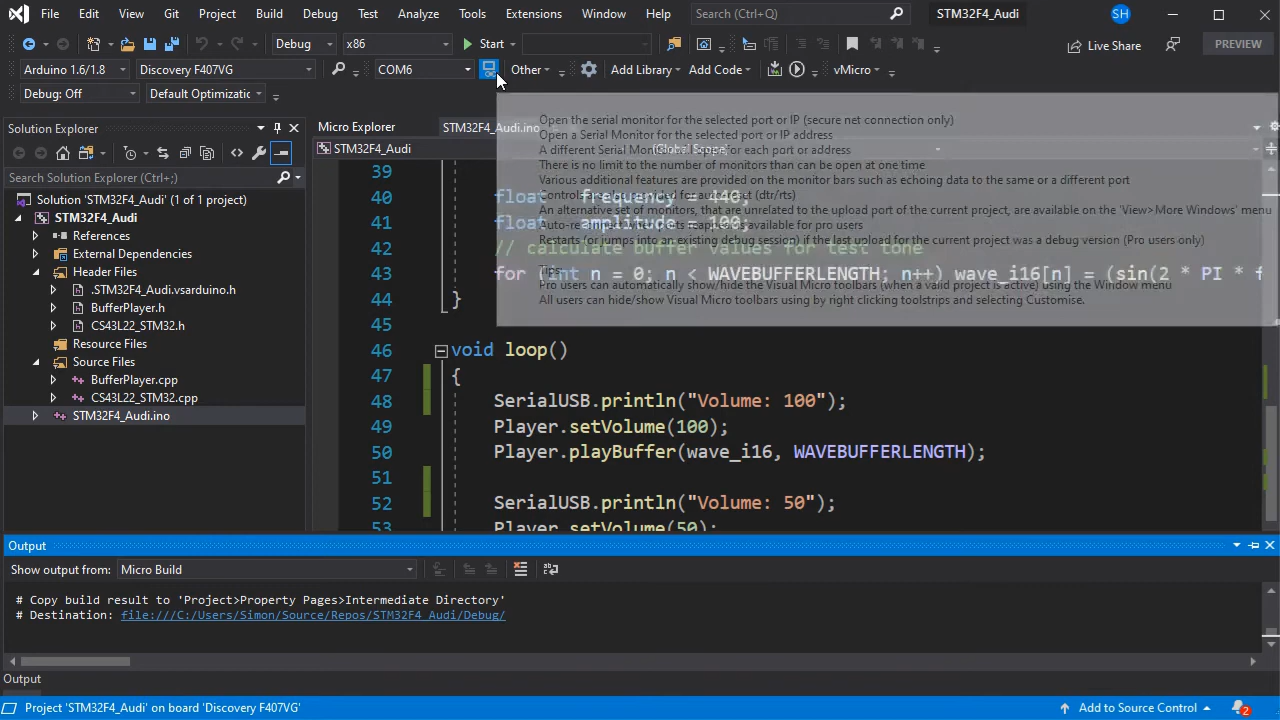 File Edit View Git Project Build Debug Test Analyze Tools Extensions Window Help Search (Ctrl+Q) STM32F4_Audi SH
Debug x86 Start Live Share PREVIEW
Arduino 1.6/1.8 Discovery F407VG COM6 Other Add Library Add Code vMicro
Debug: Off Default Optimizatic
Solution Explorer
Search Solution Explorer (Ctrl+;)
Solution 'STM32F4_Audi' (1 of 1 project)
STM32F4_Audi
References
External Dependencies
Header Files
.STM32F4_Audi.vsarduino.h
BufferPlayer.h
CS43L22_STM32.h
Resource Files
Source Files
BufferPlayer.cpp
CS43L22_STM32.cpp
STM32F4_Audi.ino
Micro Explorer STM32F4_Audi.ino
STM32F4_Audi (Global Scope)
Open the serial monitor for the selected port or IP (secure net connection only)
Open a Serial Monitor for the selected port or IP address
A different Serial Monitor will open for each port or address
There is no limit to the number of monitors than can be open at one time
Various additional features are provided on the monitor bars such as echoing data to the same or a different port
An alternative set of monitors, that are unrelated to the upload port of the current project, are available on the 'View>More Windows' menu
Restarts (or jumps into an existing debug session) if the last upload for the current project was a debug version (Pro users only)
Tips
Pro users can automatically show/hide the Visual Micro toolbars (when a valid project is active) using the Window menu
All users can hide/show Visual Micro toolbars using by right clicking toolstrips and selecting Customise.
39
40 float frequency = 440;
41 float amplitude = 100;
42 // calculate buffer values for test tone
43 for (int n = 0; n < WAVEBUFFERLENGTH; n++) wave_i16[n] = (sin(2 * PI * f
44 }
45
46 void loop()
47 {
48 SerialUSB.println("Volume: 100");
49 Player.setVolume(100);
50 Player.playBuffer(wave_i16, WAVEBUFFERLENGTH);
51
52 SerialUSB.println("Volume: 50");
53 Player.setVolume(50);
Output
Show output from: Micro Build
# Copy build result to 'Project>Property Pages>Intermediate Directory'
# Destination: file:///C:/Users/Simon/Source/Repos/STM32F4_Audi/Debug/
Output
Project 'STM32F4_Audi' on board 'Discovery F407VG' Add to Source Control 2